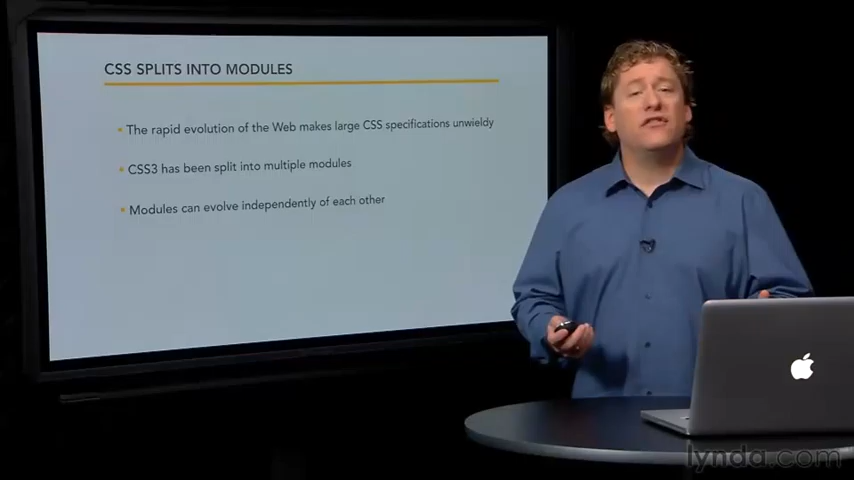 CSS SPLITS INTO MODULES
The rapid evolution of the Web makes large CSS specifications unwieldy
CSS3 has been split into multiple modules
Modules can evolve independently of each other
lynda.com